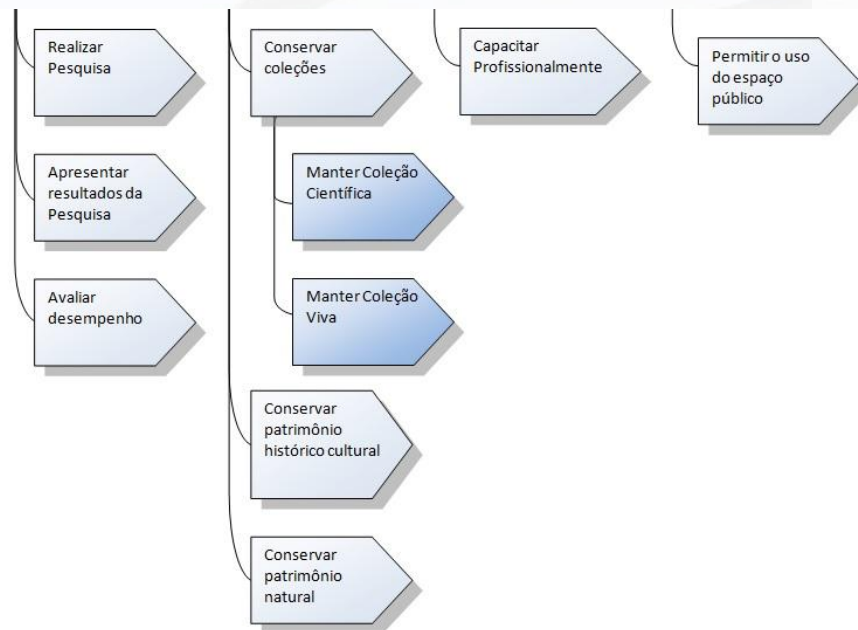 Realizar
Pesquisa
Apresentar
resultados da
Pesquisa
Avaliar
desempenho
Conservar
coleções
Manter Coleção
Científica
Manter Coleção
Viva
Conservar
patrimônio
histórico cultural
Conservar
patrimônio
natural
Capacitar
Profissionalmente
Permitir o uso
do espaço
público